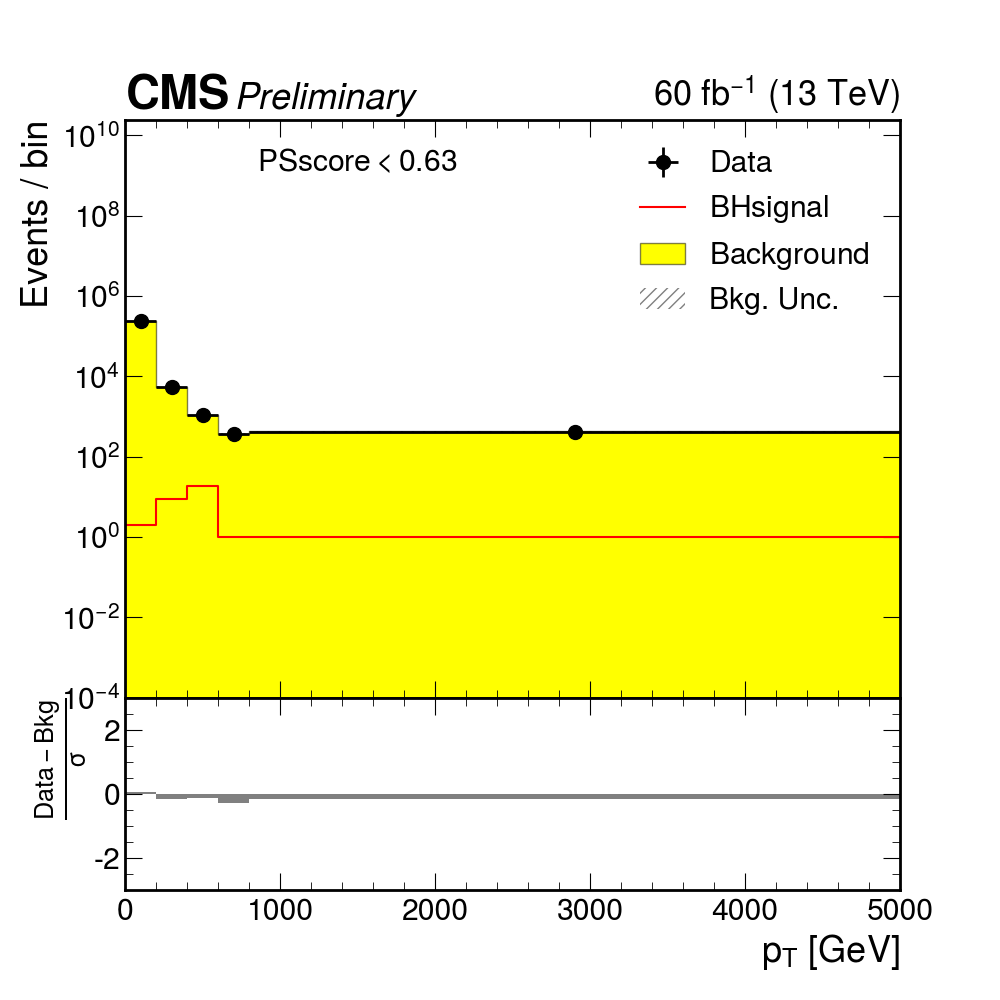 CMS Preliminary 60 fb⁻¹ (13 TeV)
Events / bin
10¹⁰
10⁸
10⁶
10⁴
10²
10⁰
10⁻²
10⁻⁴
PSscore < 0.63
Data
BHsignal
Background
Bkg. Unc.
Data – Bkg
σ
2
0
-2
0 1000 2000 3000 4000 5000
p_T [GeV]